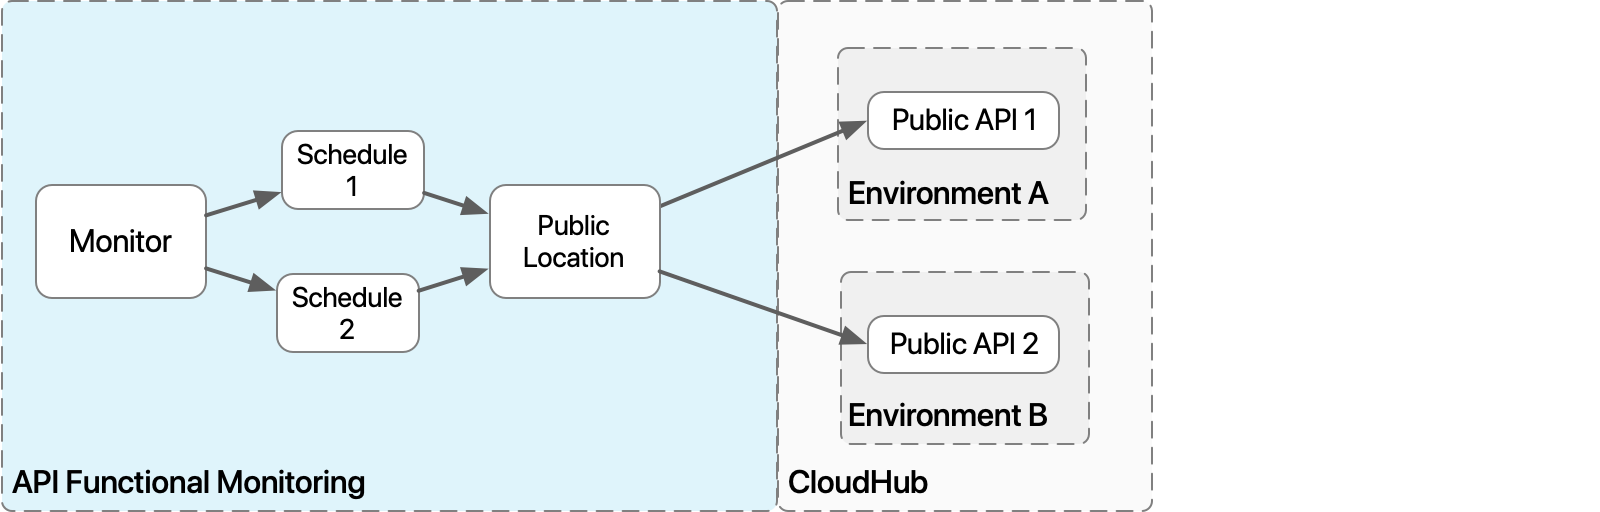 Monitor
Schedule
1
Schedule
2
Public
Location
API Functional Monitoring
Public API 1
Environment A
Public API 2
Environment B
CloudHub